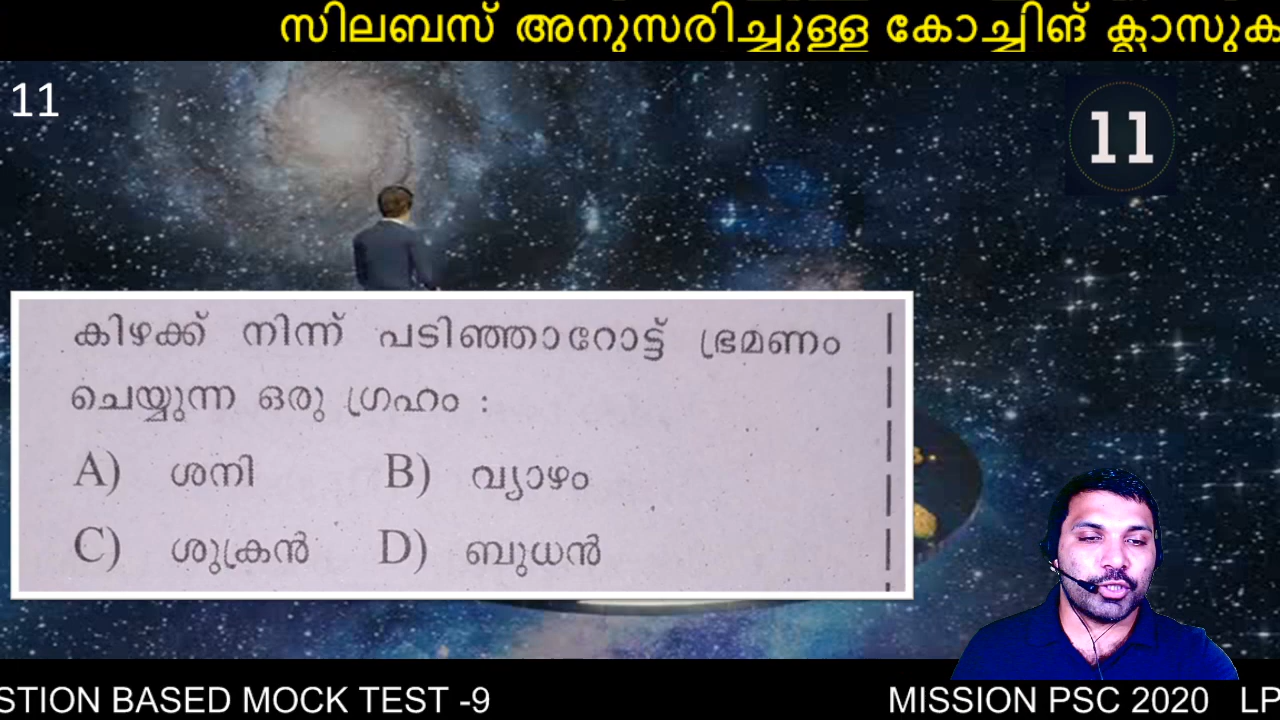 സിലബസ് അനുസരിച്ചുള്ള കോച്ചിങ് ക്ലാസുക
11
11
കിഴക്ക് നിന്ന് പടിഞ്ഞാറോട്ട് ഭ്രമണം
ചെയ്യുന്ന ഒരു ഗ്രഹം :
A) ശനി B) വ്യാഴം
C) ശുക്രൻ D) ബുധൻ
STION BASED MOCK TEST -9 MISSION PSC 2020 LP